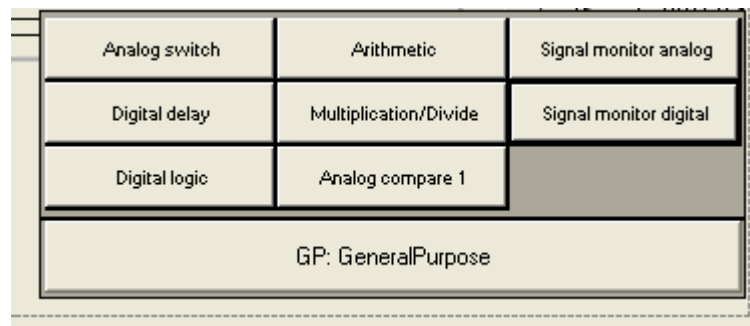 Analog switch Arithmetic Signal monitor analog
Digital delay Multiplication/Divide Signal monitor digital
Digital logic Analog compare 1
GP: GeneralPurpose